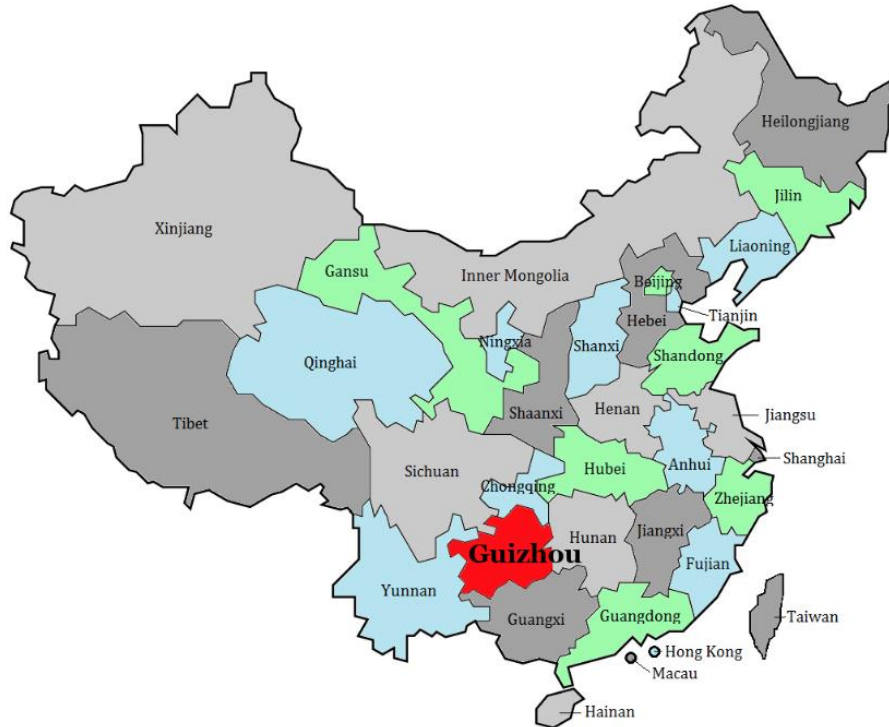 Heilongjiang
Jilin
Xinjiang
Liaoning
Gansu
Inner Mongolia
Beijing
Tianjin
Hebei
Ningxia
Shanxi
Shandong
Qinghai
Henan
Jiangsu
Shaanxi
Tibet
Shanghai
Sichuan
Hubei
Anhui
Chongqing
Zhejiang
Jiangxi
Hunan
Guizhou
Fujian
Yunnan
Guangxi
Guangdong
Taiwan
Hong Kong
Macau
Hainan